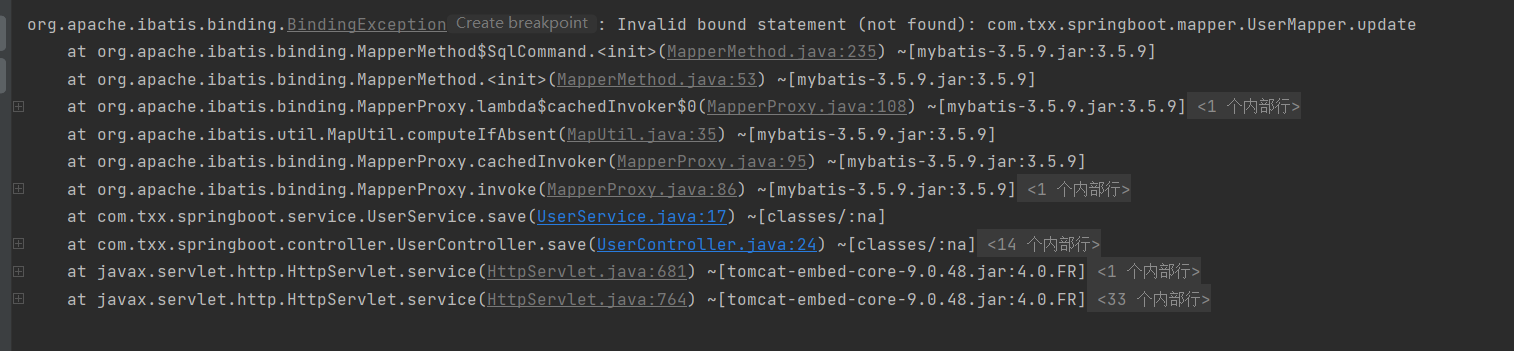 org.apache.ibatis.binding.BindingException Create breakpoint : Invalid bound statement (not found): com.txx.springboot.mapper.UserMapper.update
at org.apache.ibatis.binding.MapperMethod$SqlCommand.<init>(MapperMethod.java:235) ~[mybatis-3.5.9.jar:3.5.9]
at org.apache.ibatis.binding.MapperMethod.<init>(MapperMethod.java:53) ~[mybatis-3.5.9.jar:3.5.9]
at org.apache.ibatis.binding.MapperProxy.lambda$cachedInvoker$0(MapperProxy.java:108) ~[mybatis-3.5.9.jar:3.5.9] <1 个内部行>
at org.apache.ibatis.util.MapUtil.computeIfAbsent(MapUtil.java:35) ~[mybatis-3.5.9.jar:3.5.9]
at org.apache.ibatis.binding.MapperProxy.cachedInvoker(MapperProxy.java:95) ~[mybatis-3.5.9.jar:3.5.9]
at org.apache.ibatis.binding.MapperProxy.invoke(MapperProxy.java:86) ~[mybatis-3.5.9.jar:3.5.9] <1 个内部行>
at com.txx.springboot.service.UserService.save(UserService.java:17) ~[classes/:na]
at com.txx.springboot.controller.UserController.save(UserController.java:24) ~[classes/:na] <14 个内部行>
at javax.servlet.http.HttpServlet.service(HttpServlet.java:681) ~[tomcat-embed-core-9.0.48.jar:4.0.FR] <1 个内部行>
at javax.servlet.http.HttpServlet.service(HttpServlet.java:764) ~[tomcat-embed-core-9.0.48.jar:4.0.FR] <33 个内部行>